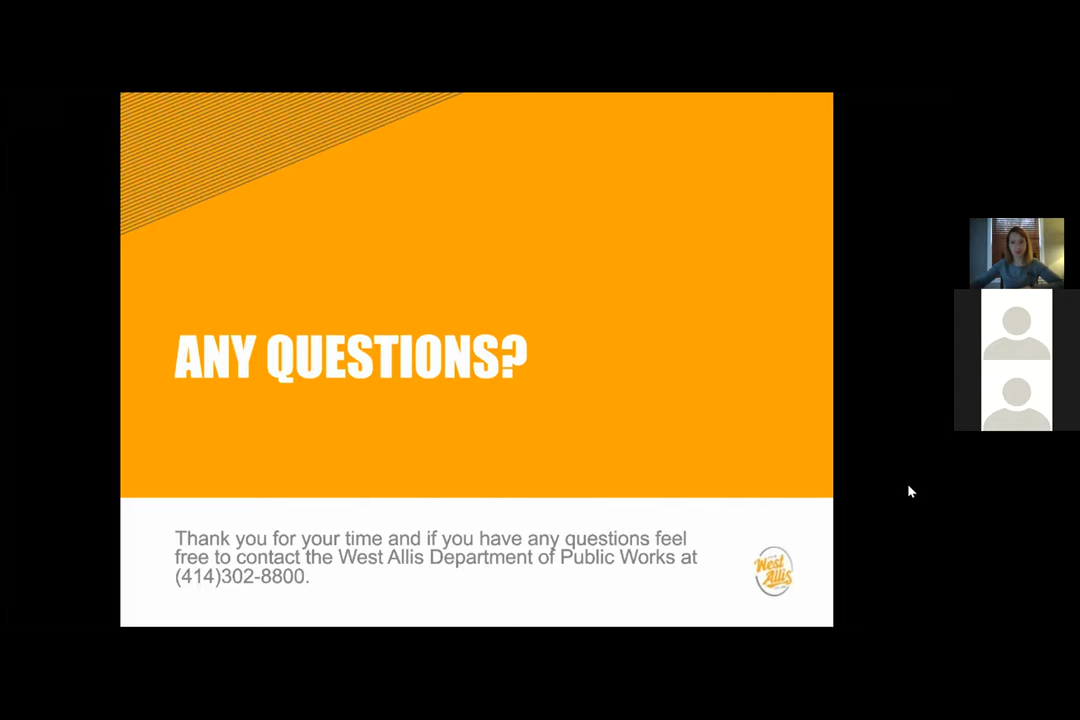 ANY QUESTIONS?
Thank you for your time and if you have any questions feel
free to contact the West Allis Department of Public Works at
(414)302-8800.
West
Allis